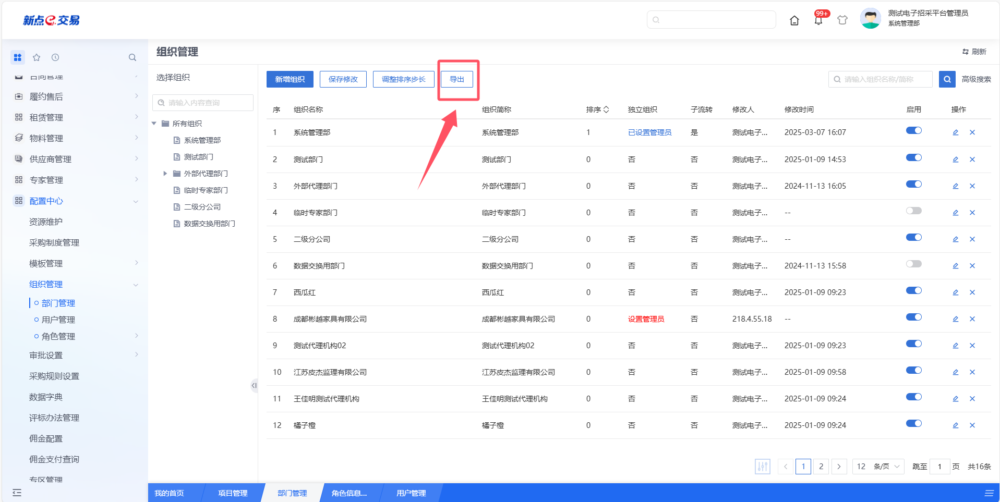 新点e交易
99+
测试电子招采平台管理员
系统管理部
合同管理
履约售后
租赁管理
物料管理
供应商管理
专家管理
配置中心
资源维护
采购制度管理
模板管理
组织管理
部门管理
用户管理
角色管理
审批设置
采购规则设置
数据字典
评标办法管理
佣金配置
佣金支付查询
专区管理
组织管理
刷新
选择组织
请输入内容查询
所有组织
系统管理部
测试部门
外部代理部门
临时专家部门
二级分公司
数据交换用部门
新增组织 保存修改 调整排序步长 导出 请输入组织名称/简称 高级搜索
序 组织名称 组织简称 排序 独立组织 子流转 修改人 修改时间 启用 操作
1 系统管理部 系统管理部 1 已设置管理员 是 测试电子... 2025-03-07 16:07
2 测试部门 测试部门 0 否 否 测试电子... 2025-01-09 14:53
3 外部代理部门 外部代理部门 0 否 否 测试电子... 2024-11-13 16:05
4 临时专家部门 临时专家部门 0 否 否 测试电子... --
5 二级分公司 二级分公司 0 否 否 测试电子... --
6 数据交换用部门 数据交换用部门 0 否 否 测试电子... 2024-11-13 15:58
7 西瓜红 西瓜红 0 否 否 测试电子... 2025-01-09 09:23
8 成都彬越家具有限公司 成都彬越家具有限公司 0 设置管理员 否 218.4.55.18 --
9 测试代理机构02 测试代理机构02 0 否 否 测试电子... 2025-01-09 09:23
10 江苏皮杰监理有限公司 江苏皮杰监理有限公司 0 否 否 测试电子... 2025-01-09 09:58
11 王佳明测试代理机构 王佳明测试代理机构 0 否 否 测试电子... 2025-01-09 09:24
12 橘子橙 橘子橙 0 否 否 测试电子... 2025-01-09 09:24
1 2 12 条/页 跳至 1 页 共16条
我的首页 项目管理 部门管理 角色信息... 用户管理